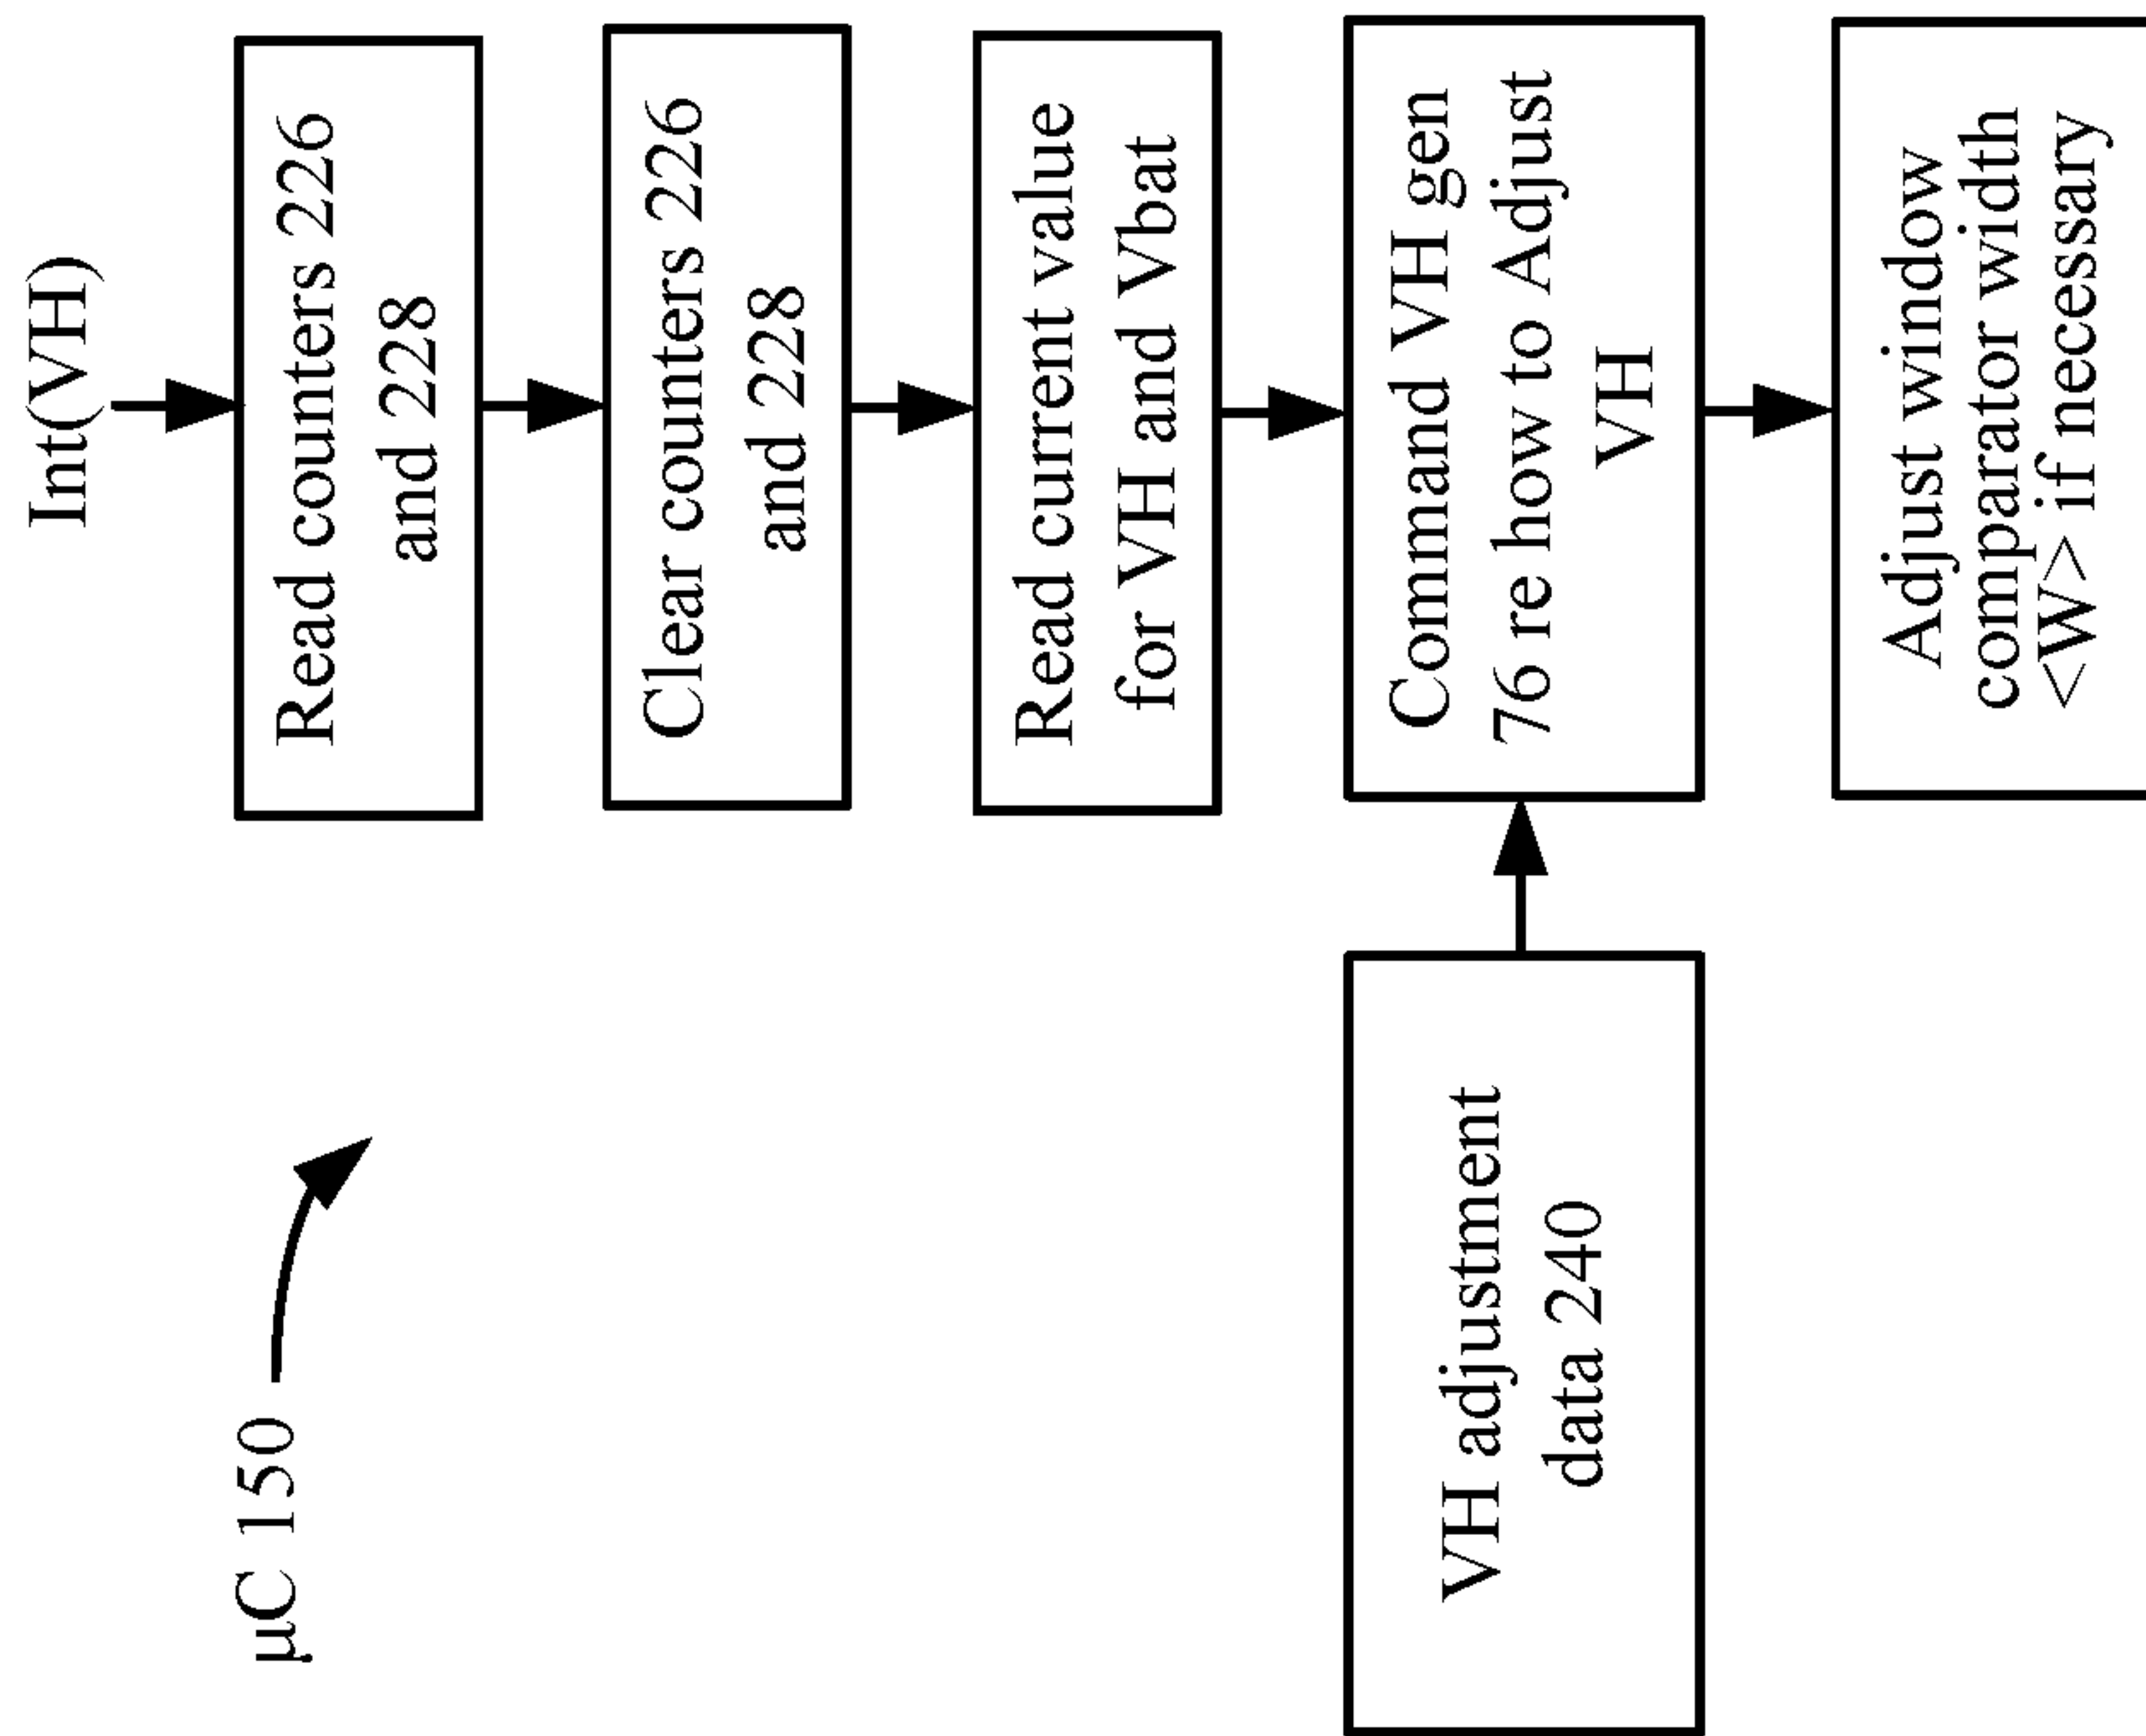 Int(VH)
μC 150
Read counters 226
and 228
Clear counters 226
and 228
Read current value
for VH and Vbat
Command VH gen
76 re how to Adjust
VH
VH adjustment
data 240
Adjust window
comparator width
<W> if necessary